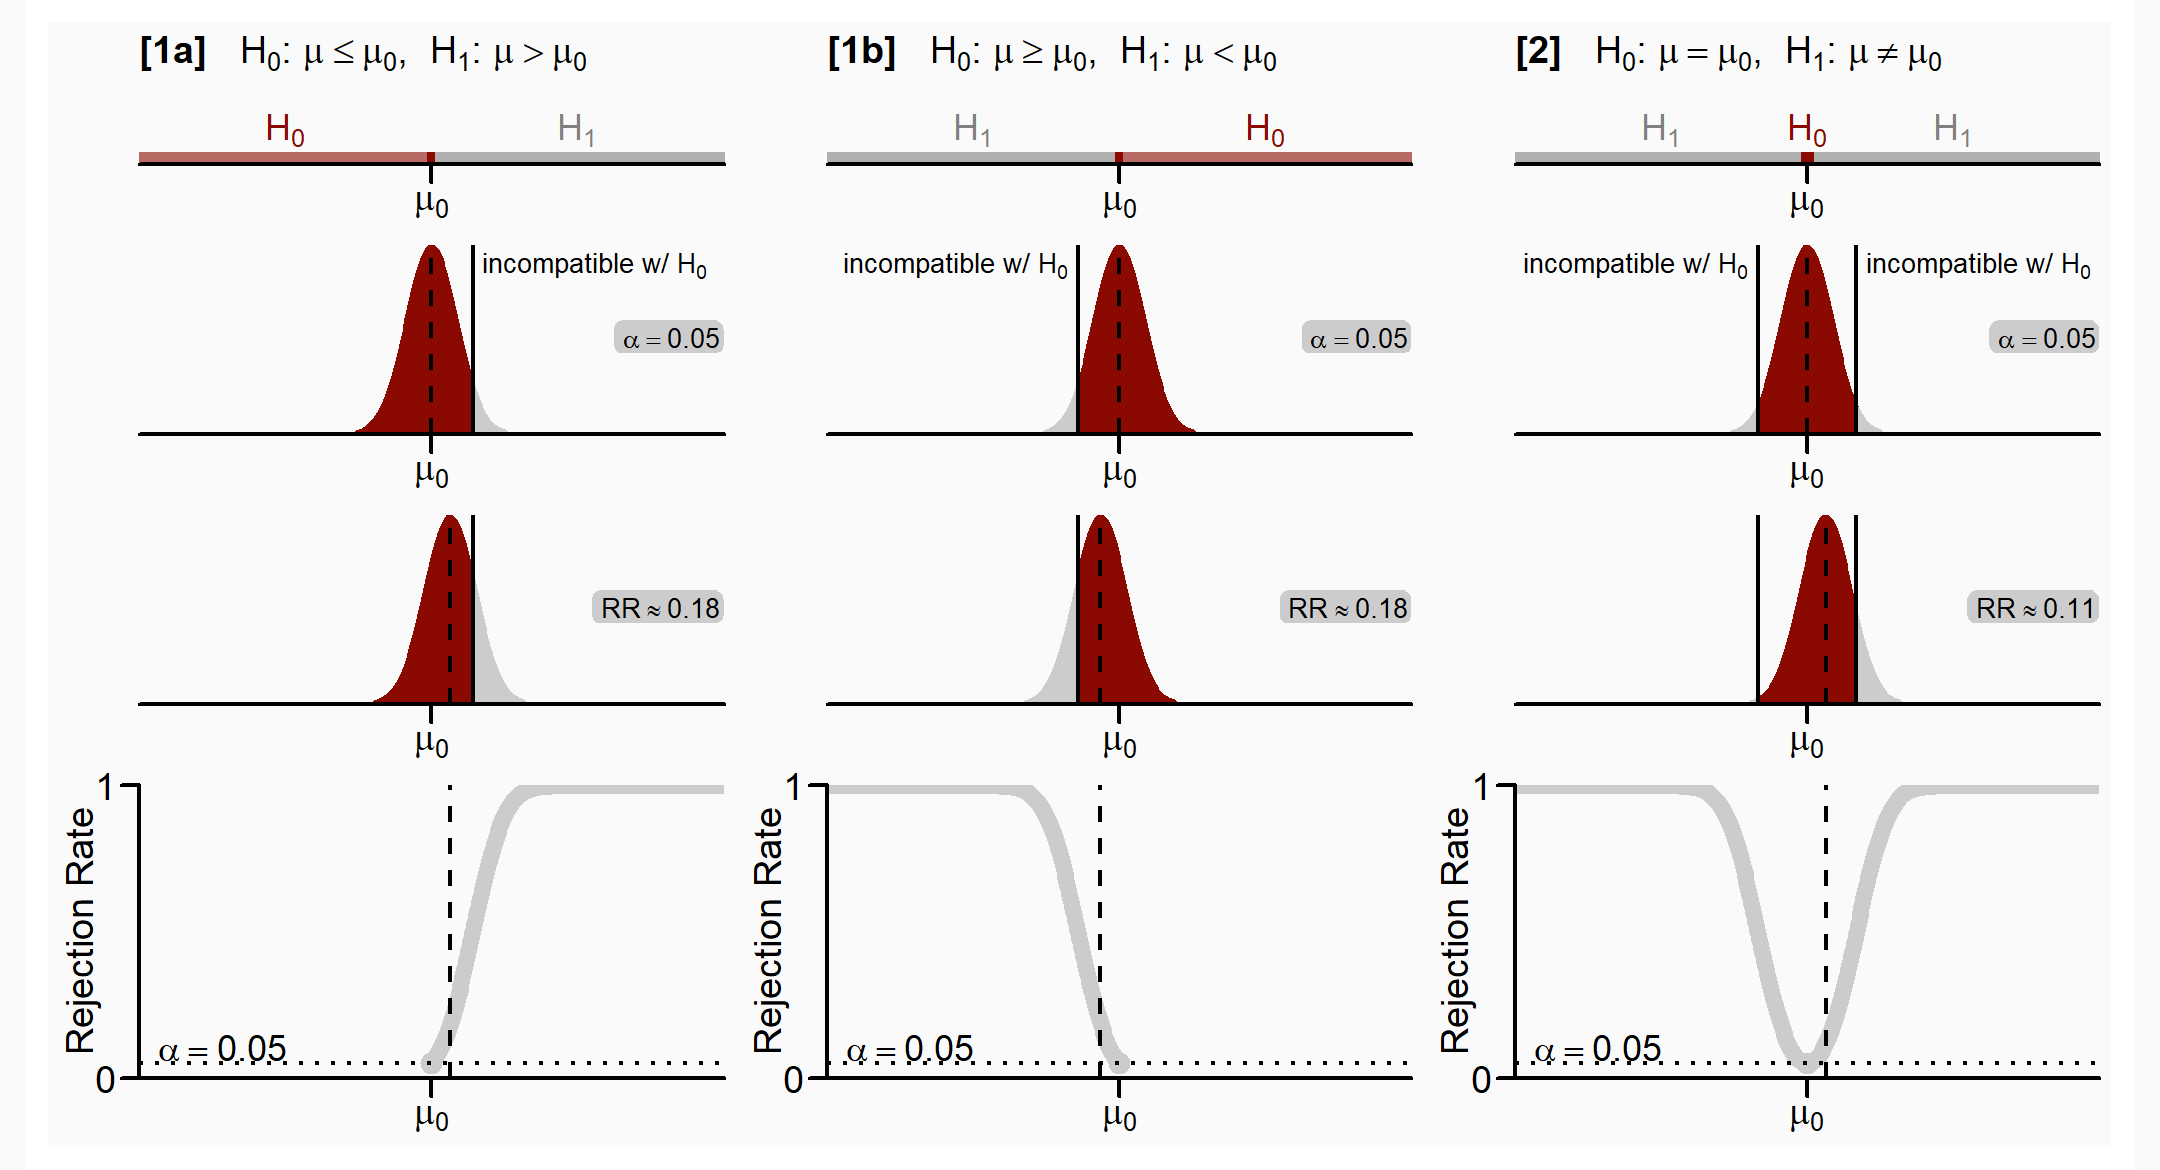 [1a] H₀: μ ≤ μ₀, H₁: μ > μ₀
H₀ H₁
μ₀
incompatible w/ H₀
α = 0.05
μ₀
RR ≈ 0.18
μ₀
1
Rejection Rate
α = 0.05
0
μ₀
[1b] H₀: μ ≥ μ₀, H₁: μ < μ₀
H₁ H₀
μ₀
incompatible w/ H₀
α = 0.05
μ₀
RR ≈ 0.18
μ₀
1
Rejection Rate
α = 0.05
0
μ₀
[2] H₀: μ = μ₀, H₁: μ ≠ μ₀
H₁ H₀ H₁
μ₀
incompatible w/ H₀ incompatible w/ H₀
α = 0.05
μ₀
RR ≈ 0.11
μ₀
1
Rejection Rate
α = 0.05
0
μ₀